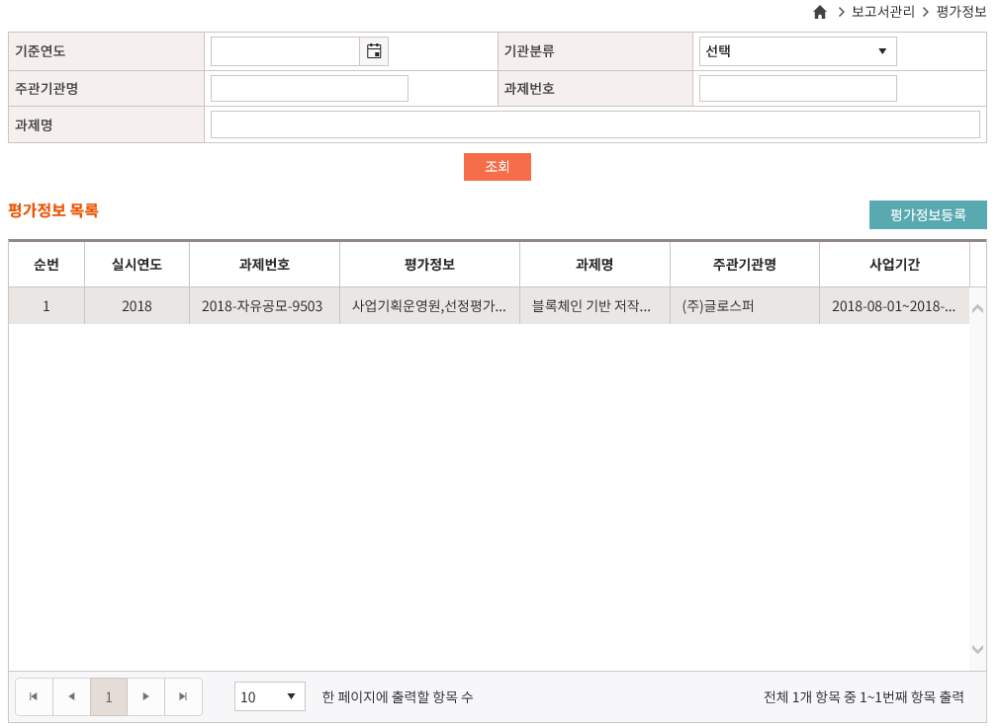 보고서관리 > 평가정보
기준연도 기관분류 선택
주관기관명 과제번호
과제명
조회
평가정보 목록
평가정보등록
순번 실시연도 과제번호 평가정보 과제명 주관기관명 사업기간
1 2018 2018-자유공모-9503 사업기획운영원,선정평가... 블록체인 기반 저작... (주)글로스퍼 2018-08-01~2018-...
1 10 한 페이지에 출력할 항목 수 전체 1개 항목 중 1~1번째 항목 출력